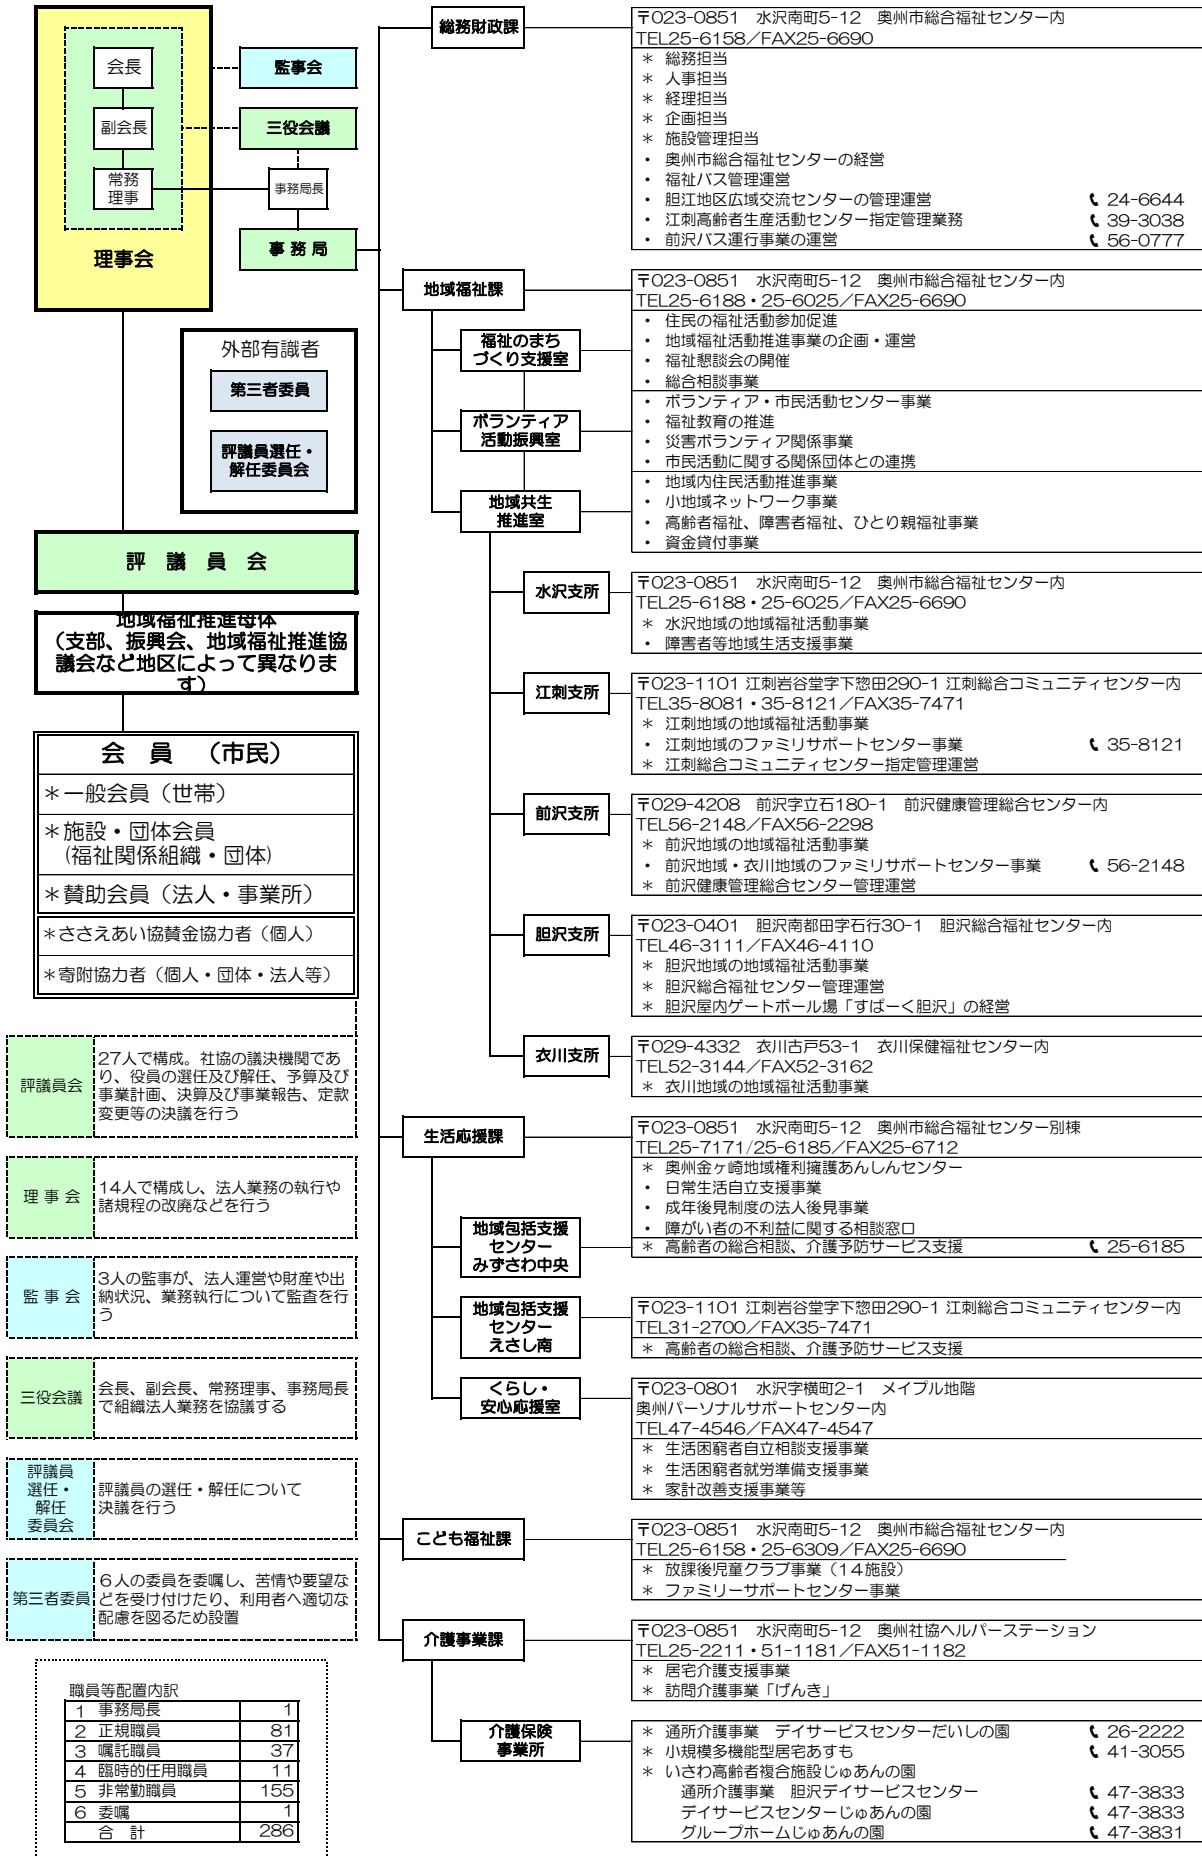 会長
副会長
常務
理事
理事会
監事会
三役会議
事務局長
事 務 局
外部有識者
第三者委員
評議員選任・
解任委員会
評 議 員 会
地域福祉推進母体
（支部、振興会、地域福祉推進協
議会など地区によって異なりま
す）
会 員 （市民）
＊一般会員（世帯）
＊施設・団体会員
(福祉関係組織・団体)
＊賛助会員（法人・事業所）
＊ささえあい協賛金協力者（個人）
＊寄附協力者（個人・団体・法人等）
評議員会
27人で構成。社協の議決機関であ
り、役員の選任及び解任、予算及び
事業計画、決算及び事業報告、定款
変更等の決議を行う
理 事 会
14人で構成し、法人業務の執行や
諸規程の改廃などを行う
監 事 会
3人の監事が、法人運営や財産や出
納状況、業務執行について監査を行
う
三役会議
会長、副会長、常務理事、事務局長
で組織法人業務を協議する
評議員
選任・
解任
委員会
評議員の選任・解任について
決議を行う
第三者委員
６人の委員を委嘱し、苦情や要望な
どを受け付けたり、利用者へ適切な
配慮を図るため設置
職員等配置内訳
1 事務局長 1
2 正規職員 81
3 嘱託職員 37
4 臨時的任用職員 11
5 非常勤職員 155
6 委嘱 1
合 計 286
総務財政課
〒023-0851 水沢南町5-12 奥州市総合福祉センター内
TEL25-6158／FAX25-6690
＊ 総務担当
＊ 人事担当
＊ 経理担当
＊ 企画担当
＊ 施設管理担当
・ 奥州市総合福祉センターの経営
・ 福祉バス管理運営
・ 胆江地区広域交流センターの管理運営 24-6644
・ 江刺高齢者生産活動センター指定管理業務 39-3038
・ 前沢バス運行事業の運営 56-0777
地域福祉課
〒023-0851 水沢南町5-12 奥州市総合福祉センター内
TEL25-6188・25-6025／FAX25-6690
福祉のまち
づくり支援室
・ 住民の福祉活動参加促進
・ 地域福祉活動推進事業の企画・運営
・ 福祉懇談会の開催
・ 総合相談事業
ボランティア
活動振興室
・ ボランティア・市民活動センター事業
・ 福祉教育の推進
・ 災害ボランティア関係事業
・ 市民活動に関する関係団体との連携
地域共生
推進室
・ 地域内住民活動推進事業
・ 小地域ネットワーク事業
・ 高齢者福祉、障害者福祉、ひとり親福祉事業
・ 資金貸付事業
水沢支所
〒023-0851 水沢南町5-12 奥州市総合福祉センター内
TEL25-6188・25-6025／FAX25-6690
＊ 水沢地域の地域福祉活動事業
・ 障害者等地域生活支援事業
江刺支所
〒023-1101 江刺岩谷堂字下惣田290-1 江刺総合コミュニティセンター内
TEL35-8081・35-8121／FAX35-7471
＊ 江刺地域の地域福祉活動事業
・ 江刺地域のファミリサポートセンター事業 35-8121
＊ 江刺総合コミュニティセンター指定管理運営
前沢支所
〒029-4208 前沢字立石180-1 前沢健康管理総合センター内
TEL56-2148／FAX56-2298
＊ 前沢地域の地域福祉活動事業
・ 前沢地域・衣川地域のファミリサポートセンター事業 56-2148
＊ 前沢健康管理総合センター管理運営
胆沢支所
〒023-0401 胆沢南都田字石行30-1 胆沢総合福祉センター内
TEL46-3111／FAX46-4110
＊ 胆沢地域の地域福祉活動事業
＊ 胆沢総合福祉センター管理運営
＊ 胆沢屋内ゲートボール場「すぱーく胆沢」の経営
衣川支所
〒029-4332 衣川古戸53-1 衣川保健福祉センター内
TEL52-3144／FAX52-3162
＊ 衣川地域の地域福祉活動事業
生活応援課
〒023-0851 水沢南町5-12 奥州市総合福祉センター別棟
TEL25-7171/25-6185／FAX25-6712
＊ 奥州金ヶ崎地域権利擁護あんしんセンター
・ 日常生活自立支援事業
・ 成年後見制度の法人後見事業
・ 障がい者の不利益に関する相談窓口
地域包括支援
センター
みずさわ中央
＊ 高齢者の総合相談、介護予防サービス支援 25-6185
地域包括支援
センター
えさし南
〒023-1101 江刺岩谷堂字下惣田290-1 江刺総合コミュニティセンター内
TEL31-2700／FAX35-7471
＊ 高齢者の総合相談、介護予防サービス支援
くらし・
安心応援室
〒023-0801 水沢字横町2-1 メイプル地階
奥州パーソナルサポートセンター内
TEL47-4546／FAX47-4547
＊ 生活困窮者自立相談支援事業
＊ 生活困窮者就労準備支援事業
＊ 家計改善支援事業等
こども福祉課
〒023-0851 水沢南町5-12 奥州市総合福祉センター内
TEL25-6158・25-6309／FAX25-6690
＊ 放課後児童クラブ事業（１４施設）
＊ ファミリーサポートセンター事業
介護事業課
〒023-0851 水沢南町5-12 奥州社協ヘルパーステーション
TEL25-2211・51-1181／FAX51-1182
＊ 居宅介護支援事業
＊ 訪問介護事業「げんき」
介護保険
事業所
＊ 通所介護事業 デイサービスセンターだいしの園 26-2222
＊ 小規模多機能型居宅あすも 41-3055
＊ いさわ高齢者複合施設じゅあんの園
通所介護事業 胆沢デイサービスセンター 47-3833
デイサービスセンターじゅあんの園 47-3833
グループホームじゅあんの園 47-3831